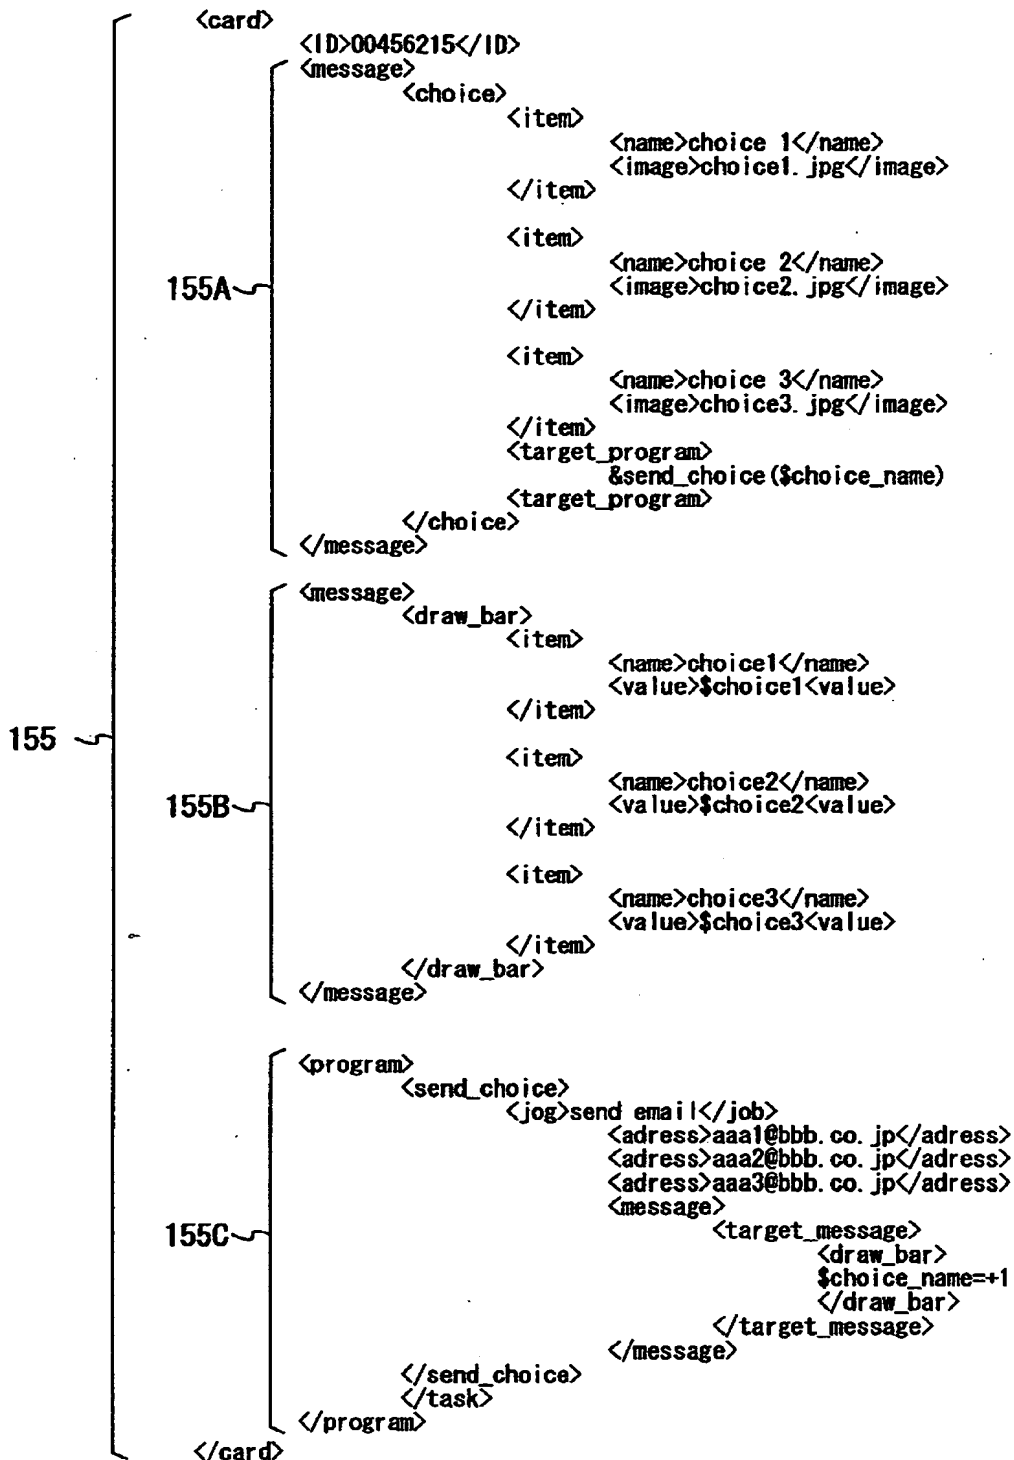 <card>
<ID>00456215</ID>
<message>
<choice>
<item>
<name>choice 1</name>
<image>choice1.jpg</image>
</item>
<item>
<name>choice 2</name>
<image>choice2.jpg</image>
</item>
155A
<item>
<name>choice 3</name>
<image>choice3.jpg</image>
</item>
<target_program>
&send_choice($choice_name)
<target_program>
</choice>
</message>
<message>
<draw_bar>
<item>
<name>choice1</name>
<value>$choice1<value>
</item>
155
<item>
<name>choice2</name>
<value>$choice2<value>
155B
</item>
<item>
<name>choice3</name>
<value>$choice3<value>
</item>
</draw_bar>
</message>
<program>
<send_choice>
<jog>send email</job>
<adress>aaa1@bbb.co.jp</adress>
<adress>aaa2@bbb.co.jp</adress>
<adress>aaa3@bbb.co.jp</adress>
<message>
155C
<target_message>
<draw_bar>
$choice_name=+1
</draw_bar>
</target_message>
</message>
</send_choice>
</task>
</program>
</card>